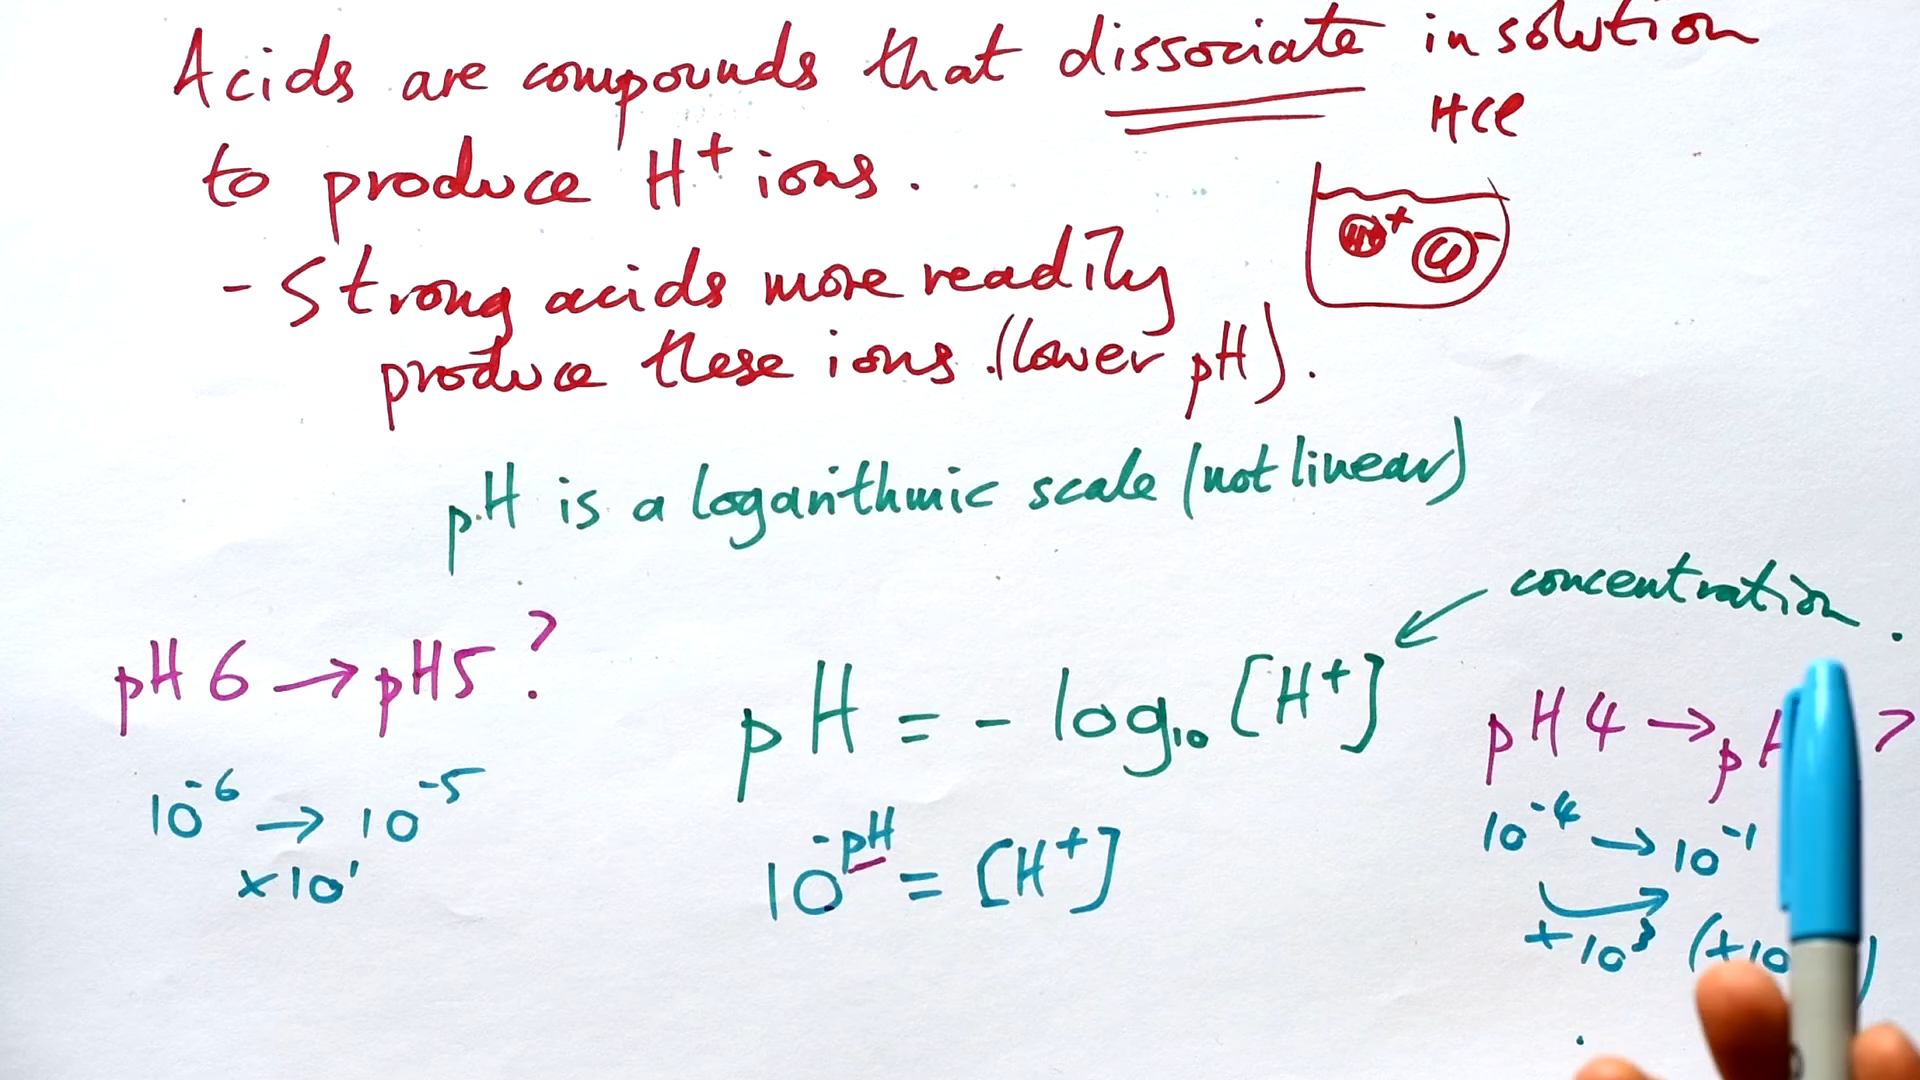 Acids are compounds that dissociate in solution
HCl
to produce H⁺ ions.
H⁺ Cl⁻
- Strong acids more readily
produce these ions. (lower pH).
pH is a logarithmic scale (not linear)
concentration.
pH 6 → pH5 ?
pH = - log₁₀ [H⁺]
pH 4 → p ?
10⁻⁶ → 10⁻⁵
×10¹
10⁻ᵖᴴ = [H⁺]
10⁻⁴ → 10⁻¹
×10³ (×10 )